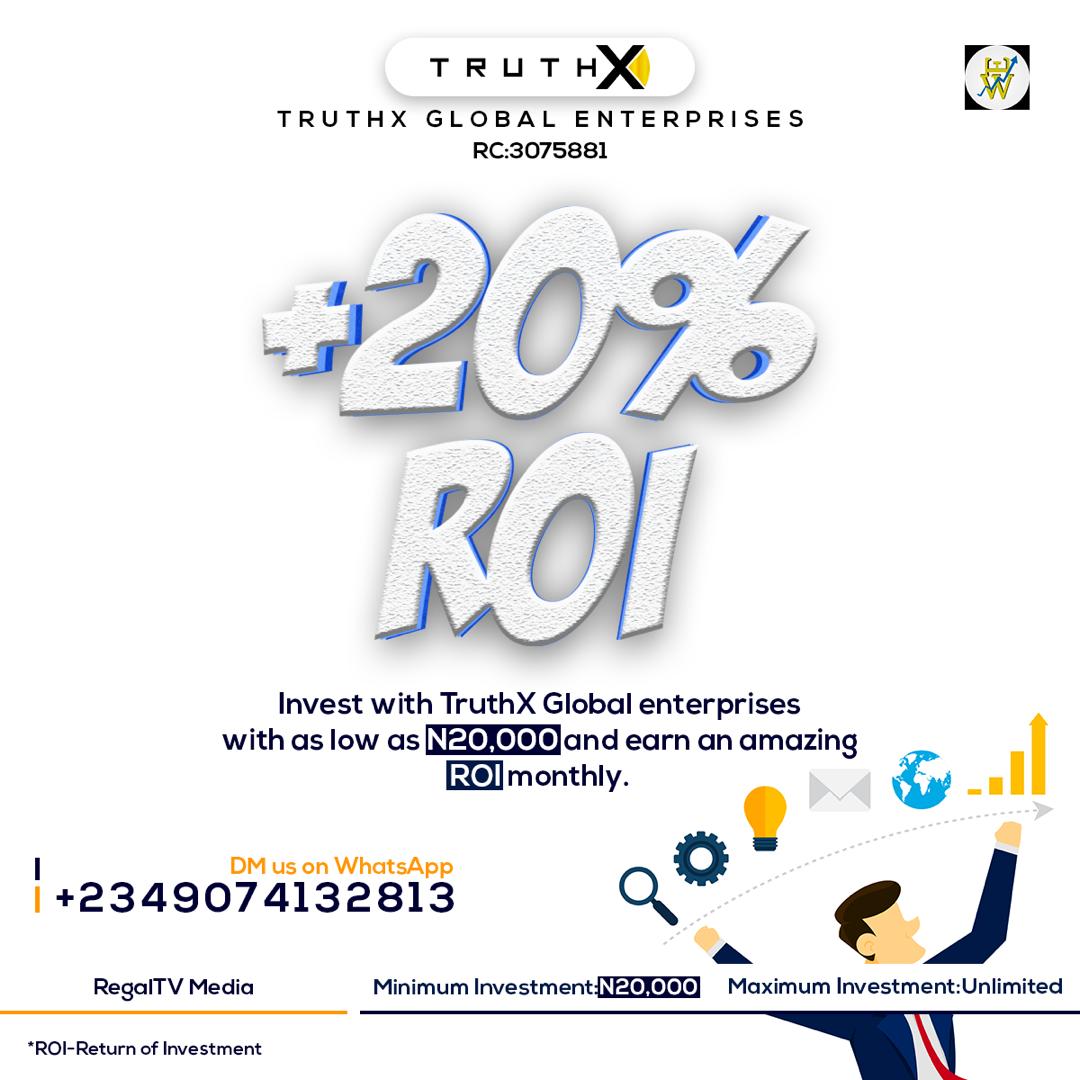 TRUTHX
TRUTHX GLOBAL ENTERPRISES
RC:3075881
+20%
ROI
Invest with TruthX Global enterprises
with as low as N20,000 and earn an amazing
ROI monthly.
DM us on WhatsApp
+2349074132813
RegalTV Media
Minimum Investment:N20,000
Maximum Investment:Unlimited
*ROI-Return of Investment